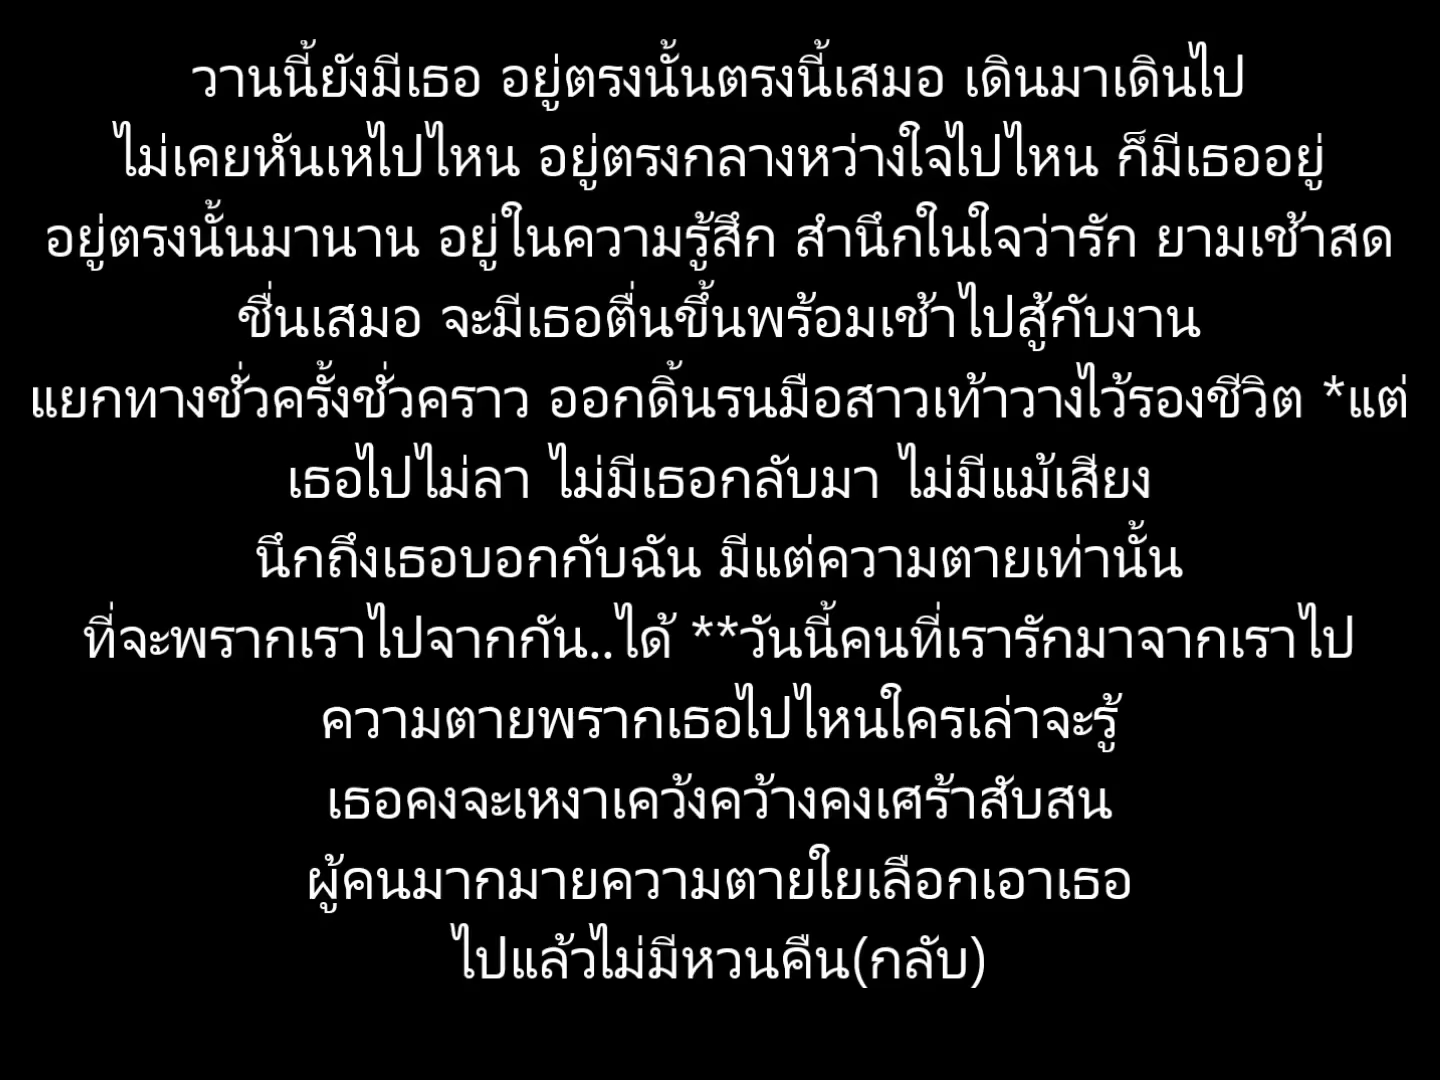 วานนี้ยังมีเธอ อยู่ตรงนั้นตรงนี้เสมอ เดินมาเดินไป
ไม่เคยหันเหไปไหน อยู่ตรงกลางหว่างใจไปไหน ก็มีเธออยู่
อยู่ตรงนั้นมานาน อยู่ในความรู้สึก สำนึกในใจว่ารัก ยามเช้าสด
ชื่นเสมอ จะมีเธอตื่นขึ้นพร้อมเช้าไปสู้กับงาน
แยกทางชั่วครั้งชั่วคราว ออกดิ้นรนมือสาวเท้าวางไว้รองชีวิต *แต่
เธอไปไม่ลา ไม่มีเธอกลับมา ไม่มีแม้เสียง
นึกถึงเธอบอกกับฉัน มีแต่ความตายเท่านั้น
ที่จะพรากเราไปจากกัน..ได้ **วันนี้คนที่เรารักมาจากเราไป
ความตายพรากเธอไปไหนใครเล่าจะรู้
เธอคงจะเหงาเคว้งคว้างคงเศร้าสับสน
ผู้คนมากมายความตายใยเลือกเอาเธอ
ไปแล้วไม่มีหวนคืน(กลับ)